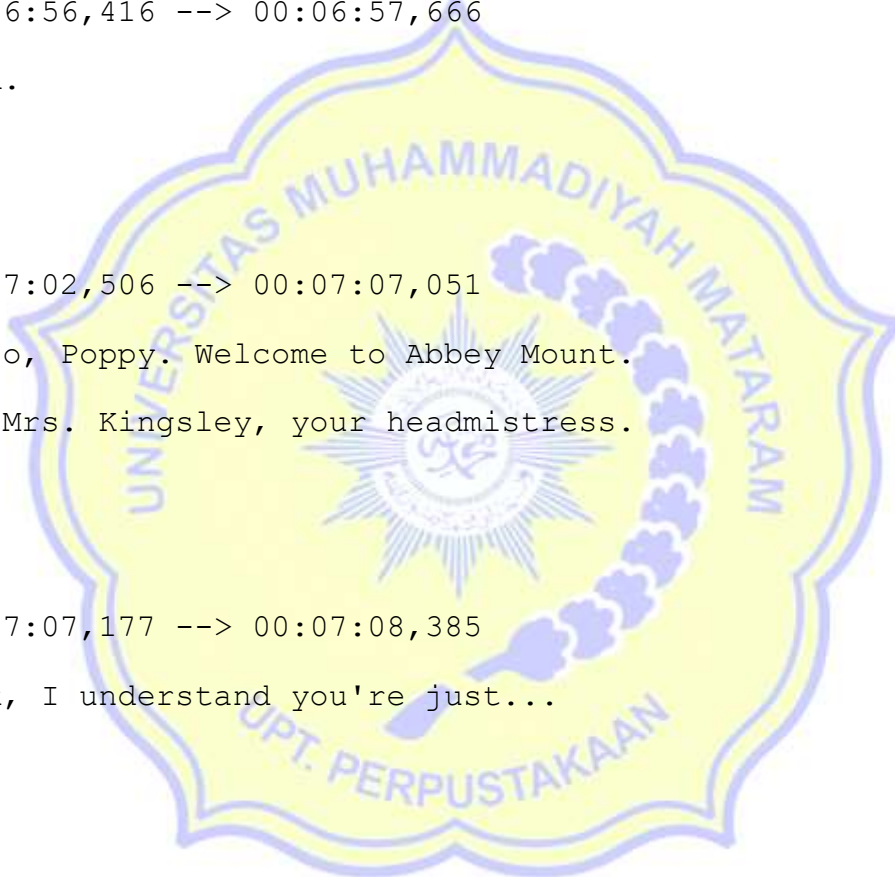 6:56,416 --> 00:06:57,666
.
7:02,506 --> 00:07:07,051
o, Poppy. Welcome to Abbey Mount.
Mrs. Kingsley, your headmistress.
7:07,177 --> 00:07:08,385
, I understand you're just...
UNIVERSITAS MUHAMMADIYAH MATARAM
UPT. PERPUSTAKAAN